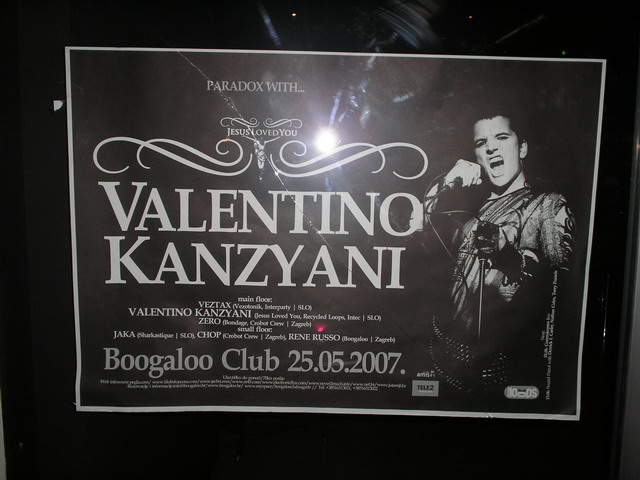 PARADOX WITH...
JESUS LOVED YOU
VALENTINO
KANZYANI
main floor:
VEZTAX (Vezotonik, Interparty | SLO)
VALENTINO KANZYANI (Jesus Loved You, Recycled Loops, Intec | SLO)
ZERO (Bondage, Crobot Crew | Zagreb)
small floor:
JAKA (Sharkastique | SLO), CHOP (Crobot Crew | Zagreb), RENE RUSSO (Boogaloo | Zagreb)
Boogaloo Club 25.05.2007.
TELE2